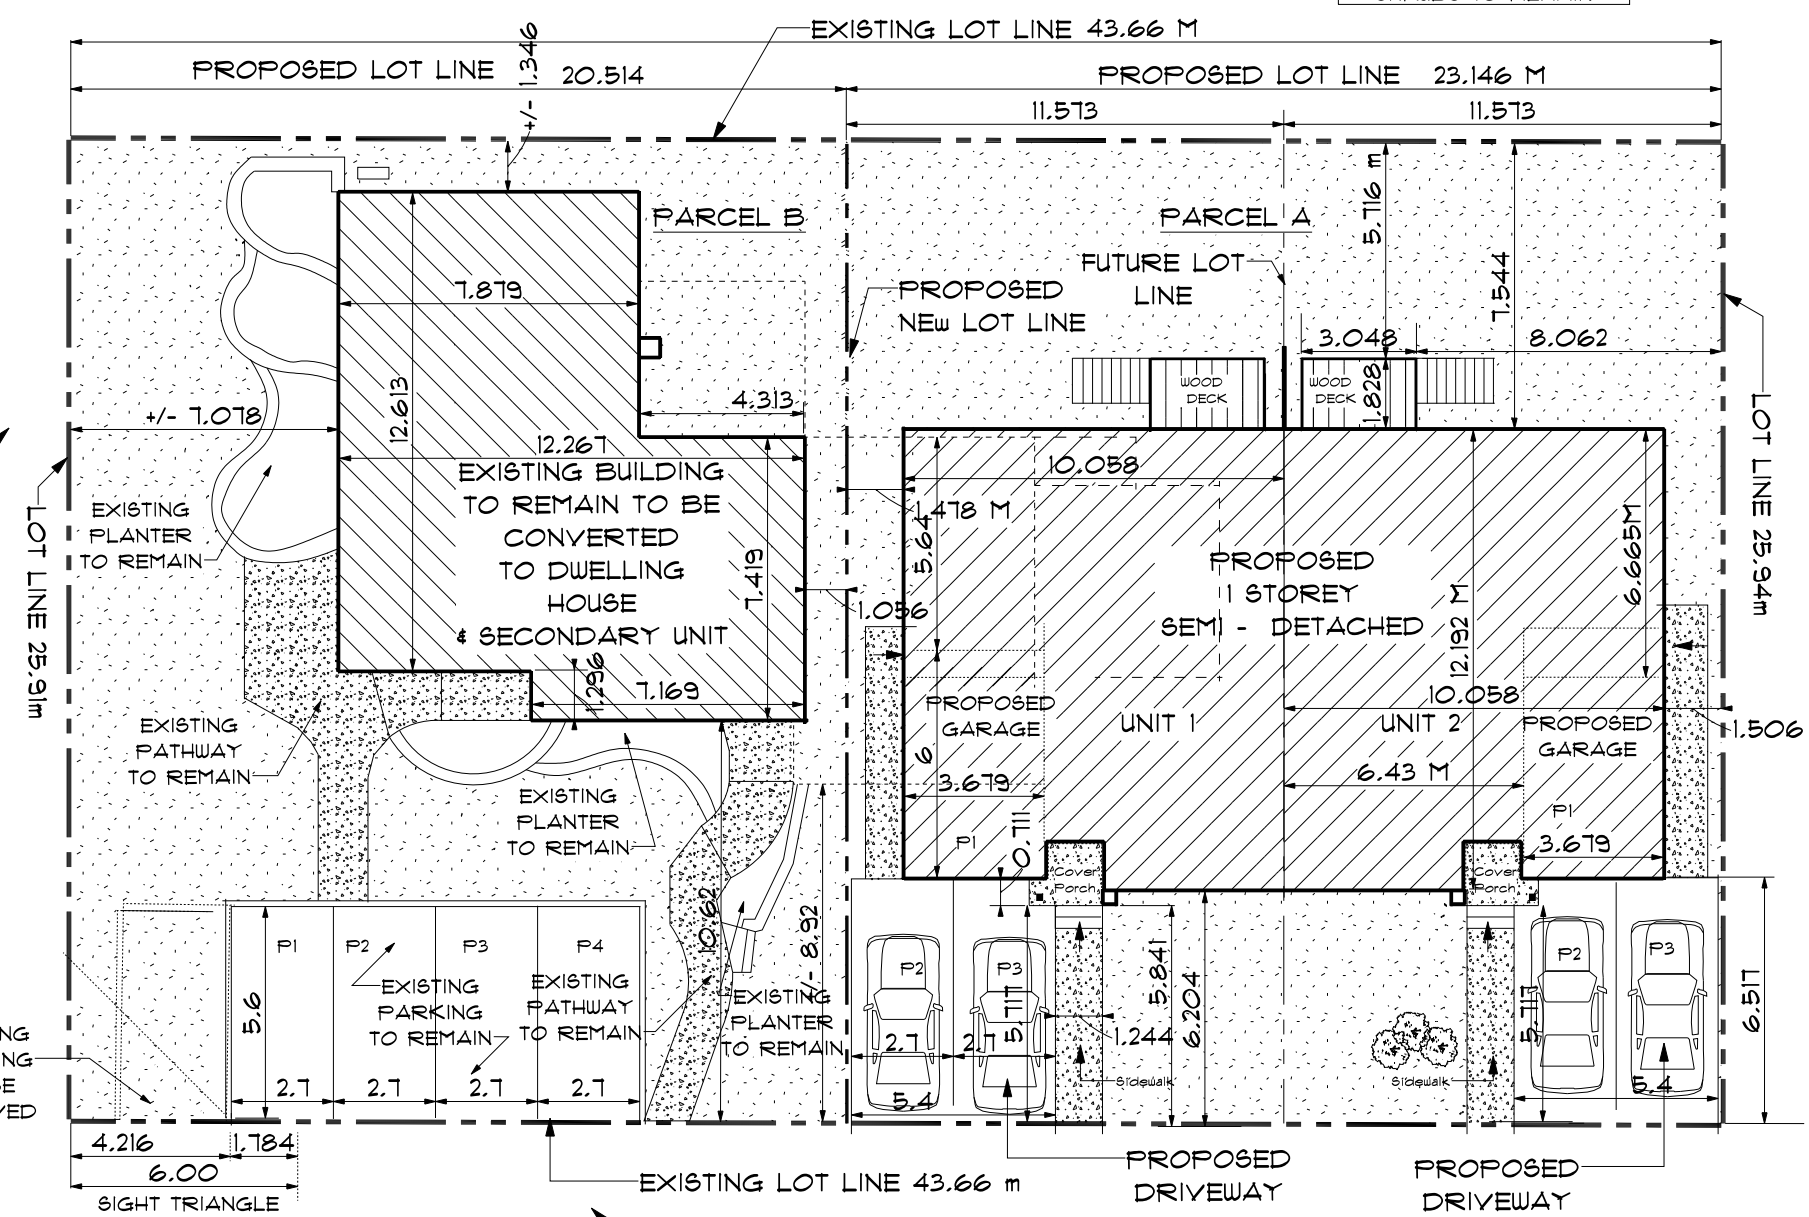 EXISTING LOT LINE 43.66 M
PROPOSED LOT LINE 20.514
+/- 11.346
PROPOSED LOT LINE 23.146 M
11.573
11.573
PARCEL B
PARCEL A
5.716 m
7.544
FUTURE LOT
LINE
PROPOSED
NEW LOT LINE
7.879
3.048
8.062
WOOD
DECK
WOOD
DECK
1.828
+/- 7.078
12.613
4.313
12.267
EXISTING BUILDING
TO REMAIN TO BE
CONVERTED
TO DWELLING
HOUSE
& SECONDARY UNIT
7.419
1.296
7.169
1.056
LOT LINE 25.91m
LOT LINE 25.94m
EXISTING
PLANTER
TO REMAIN
EXISTING
PATHWAY
TO REMAIN
EXISTING
PLANTER
TO REMAIN
10.058
1.478 M
5.64
PROPOSED
1 STOREY
SEMI - DETACHED
12.192 M
6.665M
10.058
PROPOSED
GARAGE
UNIT 1
UNIT 2
PROPOSED
GARAGE
1.506
6
3.679
6.43 M
P1
0.711
P1
3.679
Cover
Porch
Cover
Porch
P1
P2
P3
P4
EXISTING
PARKING
TO REMAIN
EXISTING
PATHWAY
TO REMAIN
EXISTING
PLANTER
TO REMAIN
5.6
2.7
2.7
2.7
2.7
10.62
+/- 8.92
P2
P3
2.7
2.7
5.4
5.717
1.244
5.841
6.204
Sidewalk
Sidewalk
P2
P3
5.717
5.4
6.517
NG
NG
E
VED
4.216
1.784
6.00
SIGHT TRIANGLE
EXISTING LOT LINE 43.66 m
PROPOSED
DRIVEWAY
PROPOSED
DRIVEWAY